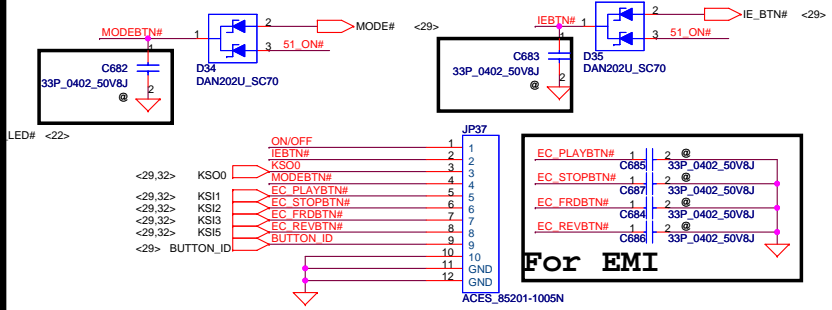 MODEBTN# 1 2 MODE# <29>
3 51_ON#
D34
DAN202U_SC70
1
C682
33P_0402_50V8J
2
@
IEBTN# 1 2 IE_BTN# <29>
3 51_ON#
D35
DAN202U_SC70
1
C683
33P_0402_50V8J
2
@
_LED# <22>
JP37
ON/OFF 1 1
IEBTN# 2 2
<29,32> KSO0 KSO0 3 3
MODEBTN# 4 4
<29,32> KSI1 EC_PLAYBTN# 5 5
<29,32> KSI2 EC_STOPBTN# 6 6
<29,32> KSI3 EC_FRDBTN# 7 7
<29,32> KSI5 EC_REVBTN# 8 8
<29> BUTTON_ID BUTTON_ID 9 9
10 10
11 GND
12 GND
ACES_85201-1005N
EC_PLAYBTN# 1 2 @
C685 33P_0402_50V8J
EC_STOPBTN# 1 2 @
C687 33P_0402_50V8J
EC_FRDBTN# 1 2 @
C684 33P_0402_50V8J
EC_REVBTN# 1 2 @
C686 33P_0402_50V8J
For EMI